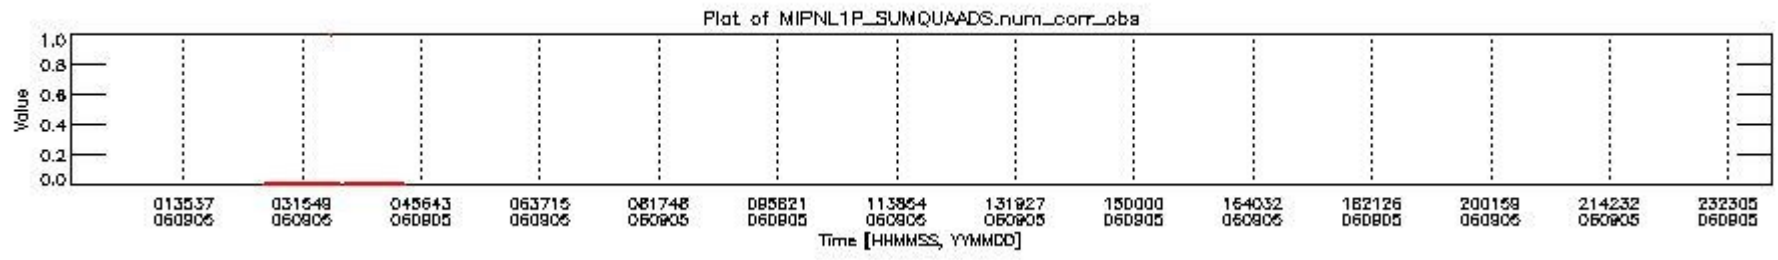 Plot of MIPNL1P_SUMQUAADS.num_corr_obs
1.0
0.8
0.6
0.4
0.2
0.0
Value
013537 031549 045643 063715 081748 095821 113854 131927 150000 164032 182126 200159 214232 232305
060905 060905 060905 060905 060905 060905 060905 060905 060905 060905 060905 060905 060905 060905
Time [HHMMSS, YYMMDD]